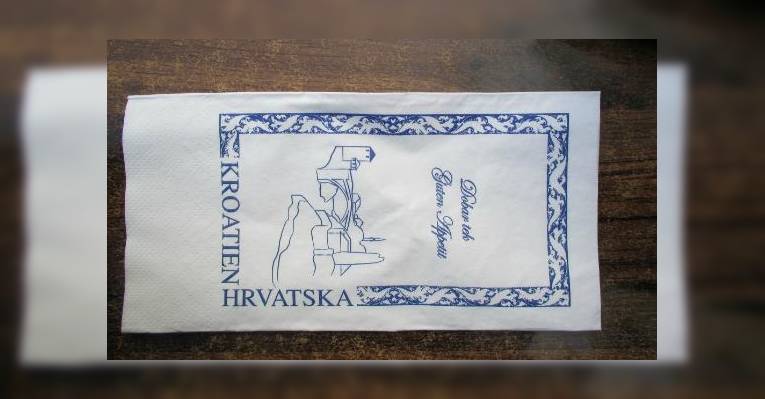 Dobar tek
Guten Appetit
KROATIEN
HRVATSKA